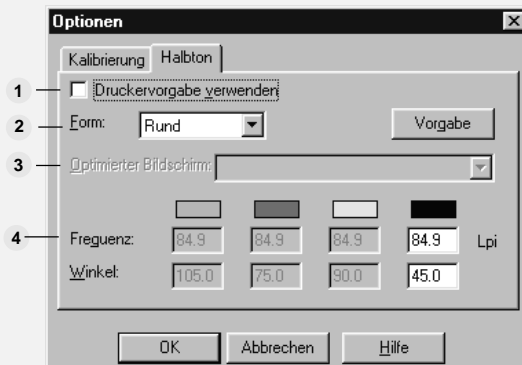 Optionen
Kalibrierung Halbton
1 Druckervorgabe verwenden
2 Form: Rund Vorgabe
3 Optimierter Bildschirm:
4 Frequenz: 84.9 84.9 84.9 84.9 Lpi
Winkel: 105.0 75.0 90.0 45.0
OK Abbrechen Hilfe